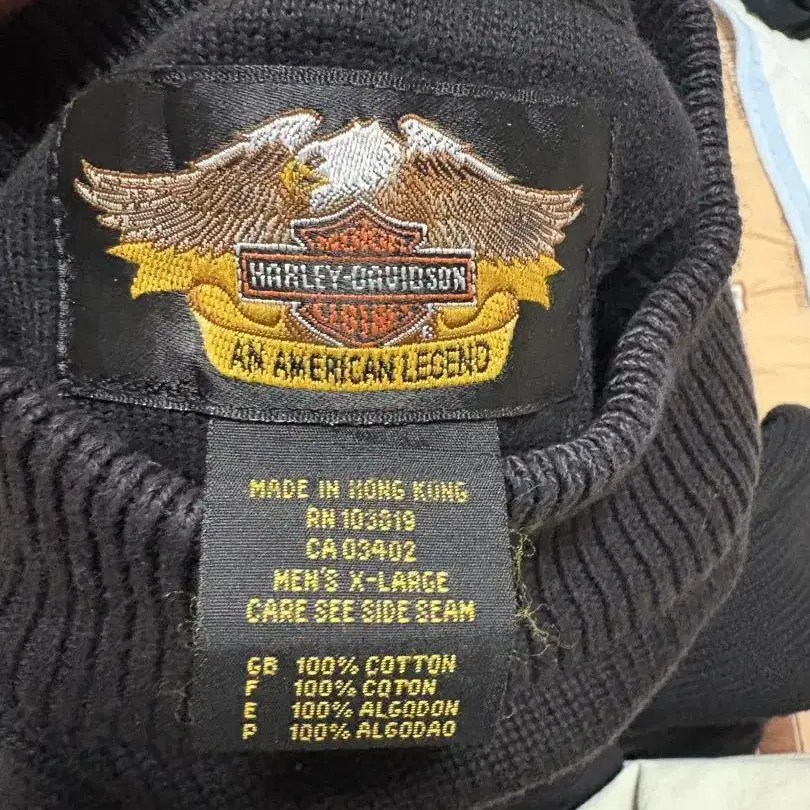 HARLEY-DAVIDSON
AN AMERICAN LEGEND
MADE IN HONG KONG
RN 103819
CA 03402
MEN'S X-LARGE
CARE SEE SIDE SEAM
GB 100% COTTON
F 100% COTON
E 100% ALGODON
P 100% ALGODAO